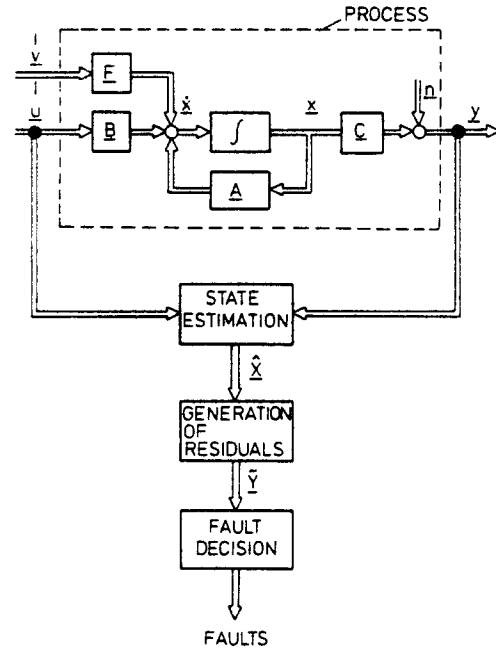 PROCESS
v
F
ẋ
x
n
u
B
∫
C
y
A
STATE
ESTIMATION
X̂
GENERATION
OF
RESIDUALS
Ỹ
FAULT
DECISION
FAULTS